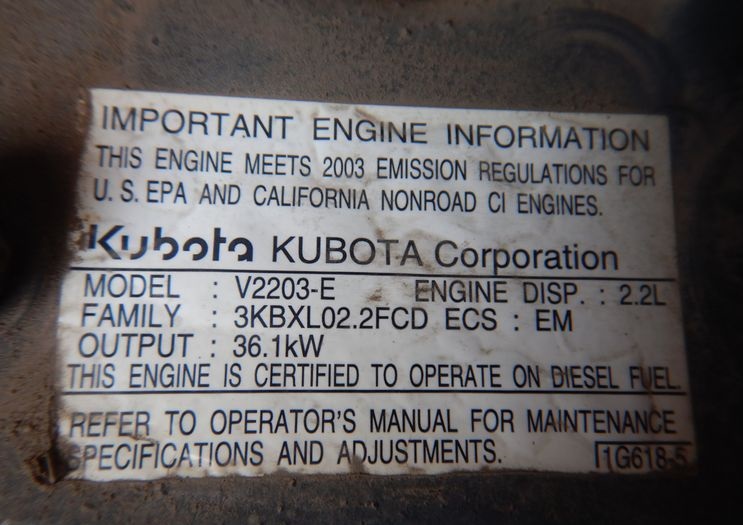 IMPORTANT ENGINE INFORMATION
THIS ENGINE MEETS 2003 EMISSION REGULATIONS FOR
U.S. EPA AND CALIFORNIA NONROAD CI ENGINES.
Kubota KUBOTA Corporation
MODEL : V2203-E ENGINE DISP. : 2.2L
FAMILY : 3KBXL02.2FCD ECS : EM
OUTPUT : 36.1kW
THIS ENGINE IS CERTIFIED TO OPERATE ON DIESEL FUEL.
REFER TO OPERATOR'S MANUAL FOR MAINTENANCE
SPECIFICATIONS AND ADJUSTMENTS. 1G618-5